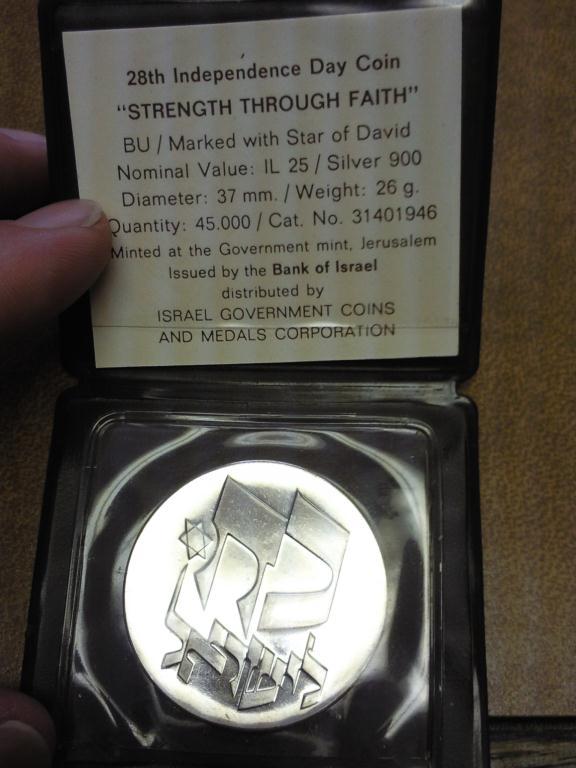 28th Independence Day Coin
"STRENGTH THROUGH FAITH"
BU / Marked with Star of David
Nominal Value: IL 25 / Silver 900
Diameter: 37 mm. / Weight: 26 g.
Quantity: 45.000 / Cat. No. 31401946
Minted at the Government mint, Jerusalem
Issued by the Bank of Israel
distributed by
ISRAEL GOVERNMENT COINS
AND MEDALS CORPORATION
עז
לישראל